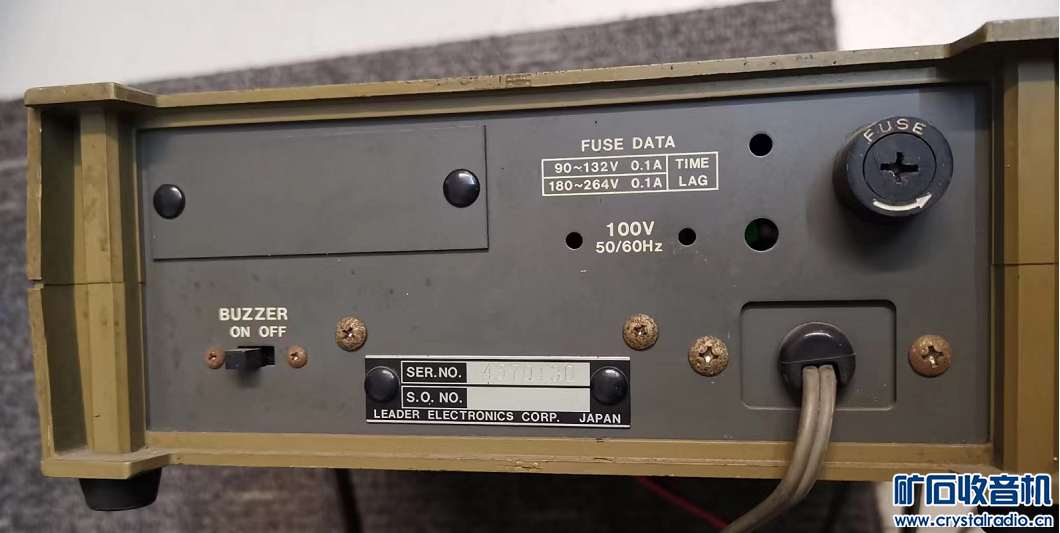 FUSE DATA
90~132V 0.1A TIME
180~264V 0.1A LAG
FUSE
100V
50/60Hz
BUZZER
ON OFF
SER.NO. 4070130
S.O. NO.
LEADER ELECTRONICS CORP. JAPAN
矿石收音机
www.crystalradio.cn